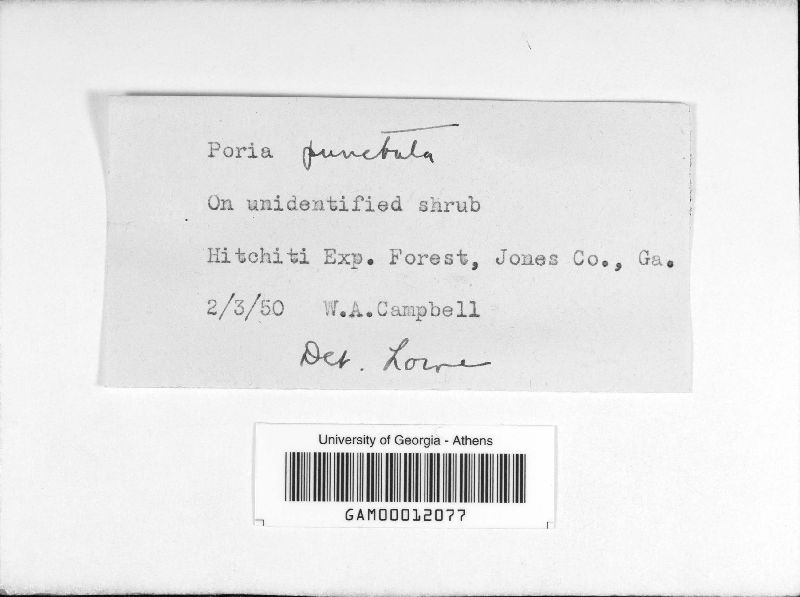 Poria punctula
On unidentified shrub
Hitchiti Exp. Forest, Jones Co., Ga.
2/3/50 W.A.Campbell
Det. Lowe
University of Georgia - Athens
GAM00012077